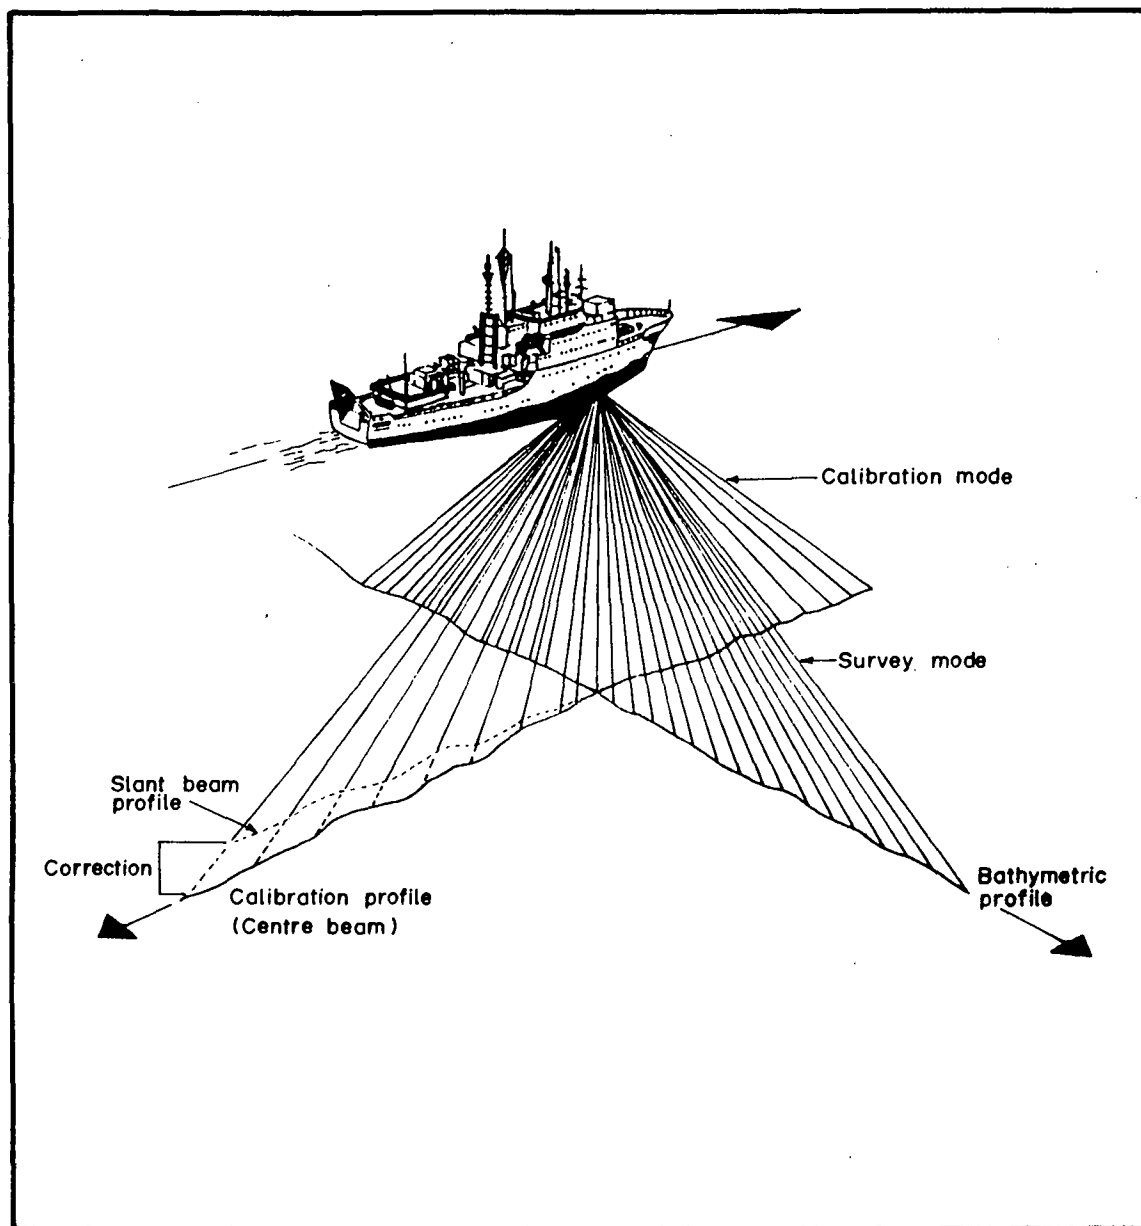 Calibration mode
Survey mode
Slant beam
profile
Correction
Calibration profile
(Centre beam)
Bathymetric
profile